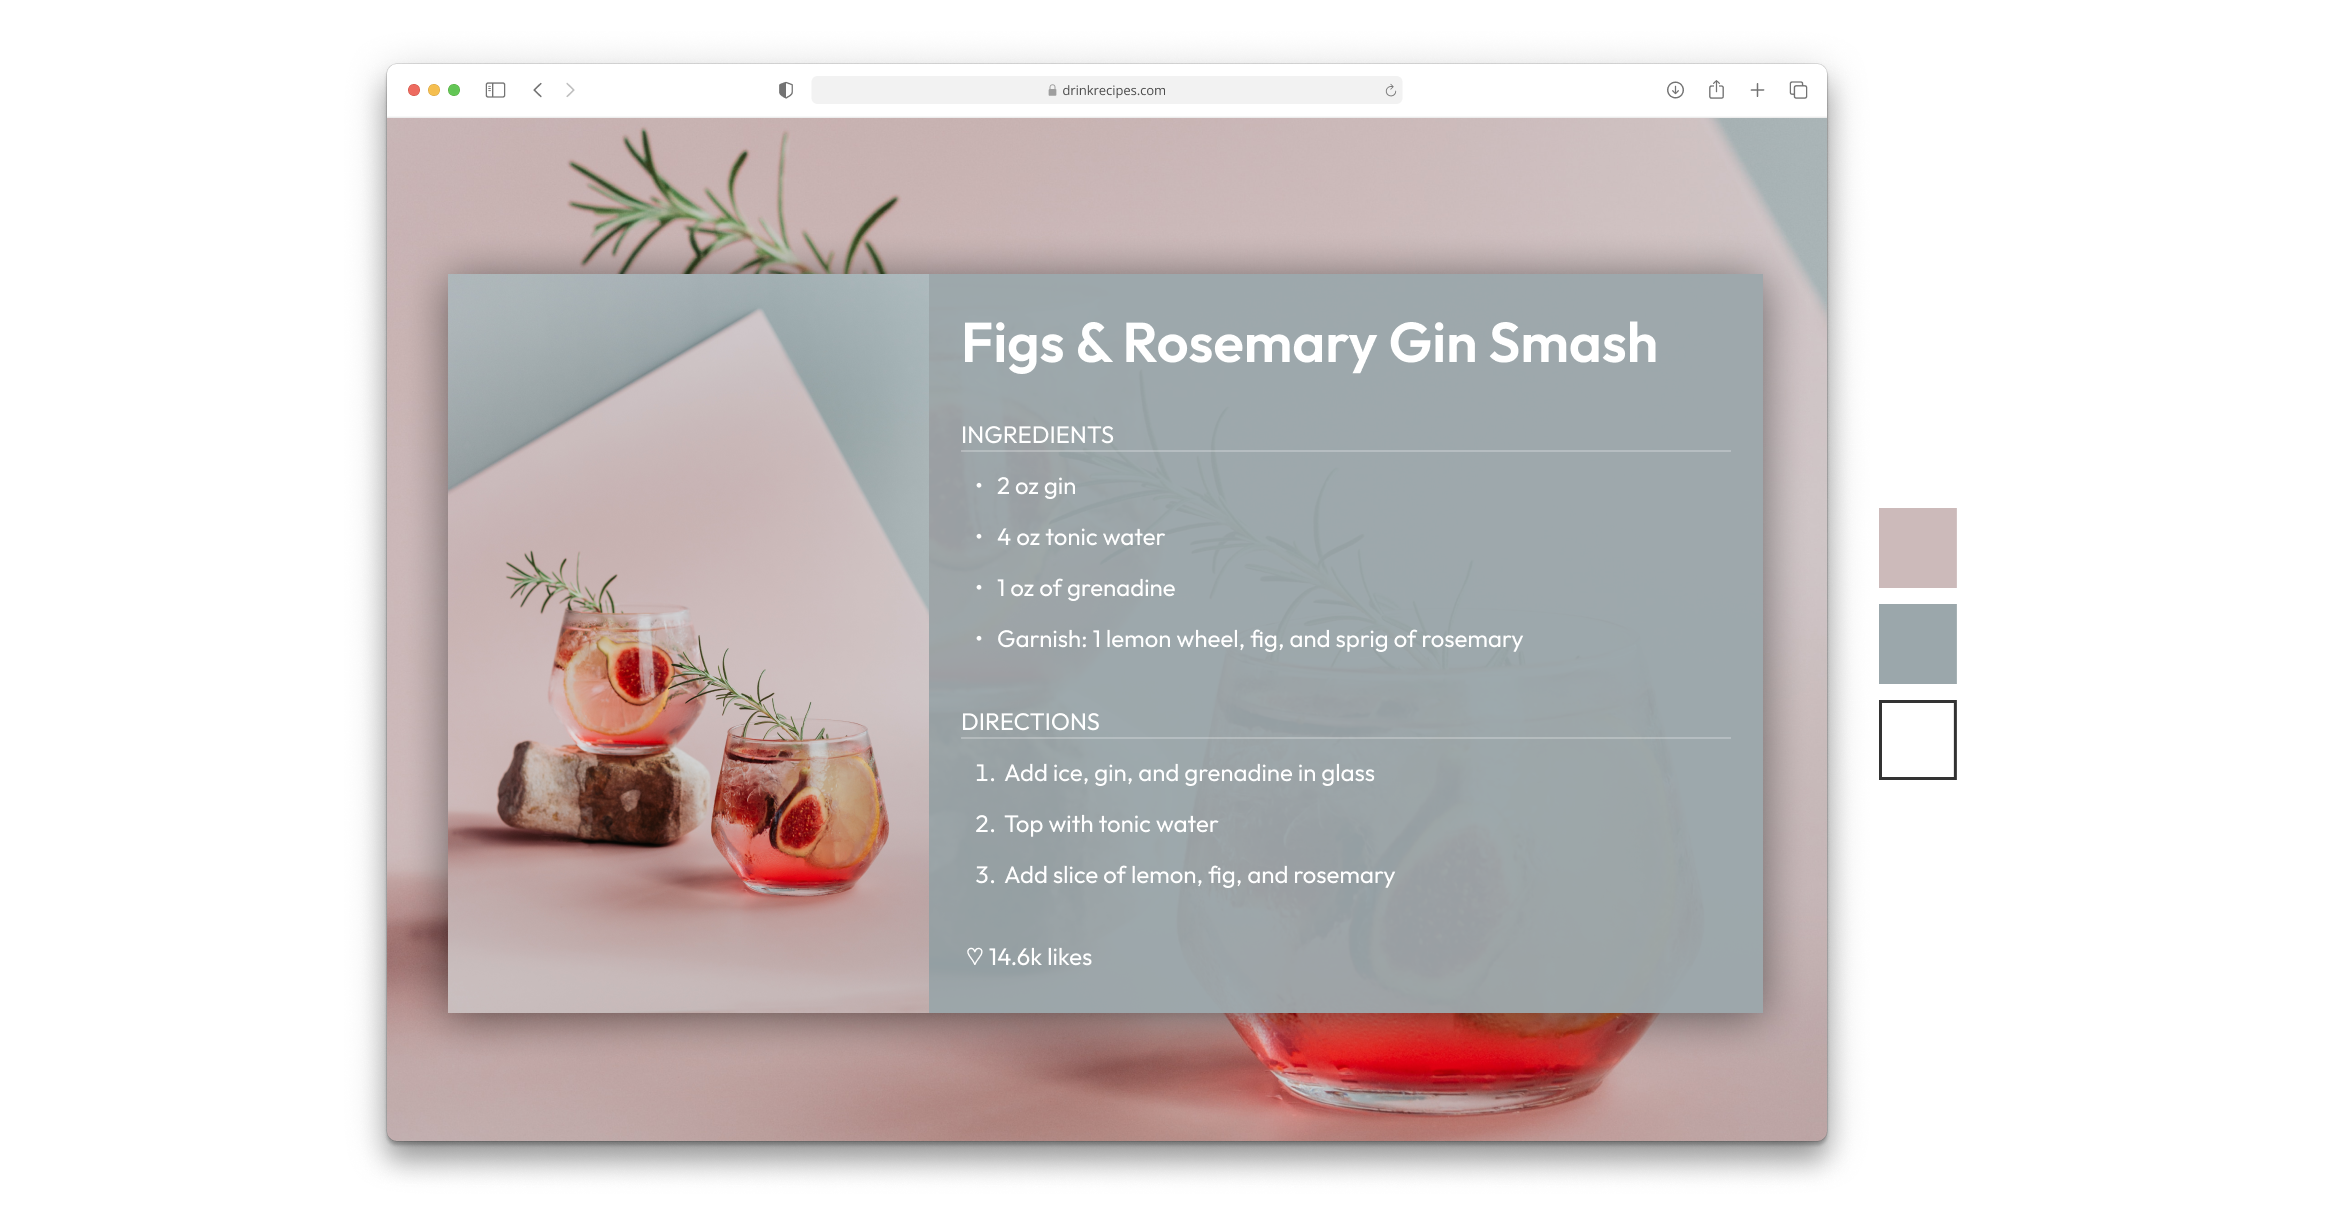 drinkrecipes.com
Figs & Rosemary Gin Smash
INGREDIENTS
• 2 oz gin
• 4 oz tonic water
• 1 oz of grenadine
• Garnish: 1 lemon wheel, fig, and sprig of rosemary
DIRECTIONS
1. Add ice, gin, and grenadine in glass
2. Top with tonic water
3. Add slice of lemon, fig, and rosemary
♡ 14.6k likes